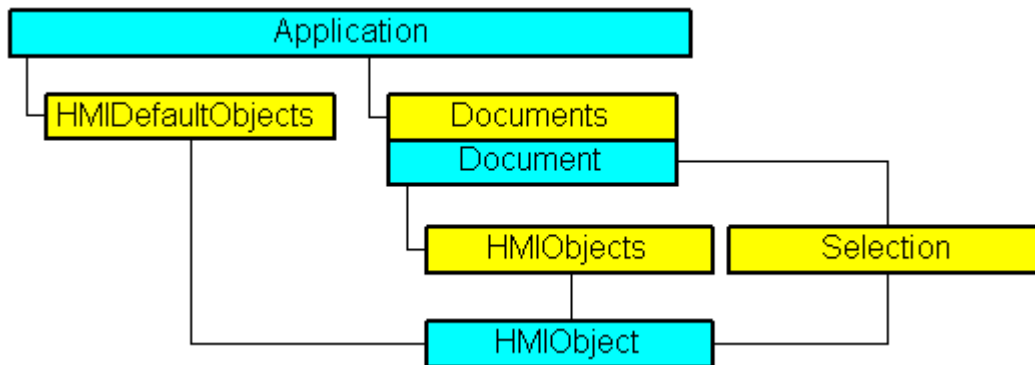 Application
HMIDefaultObjects
Documents
Document
HMIObjects
Selection
HMIObject